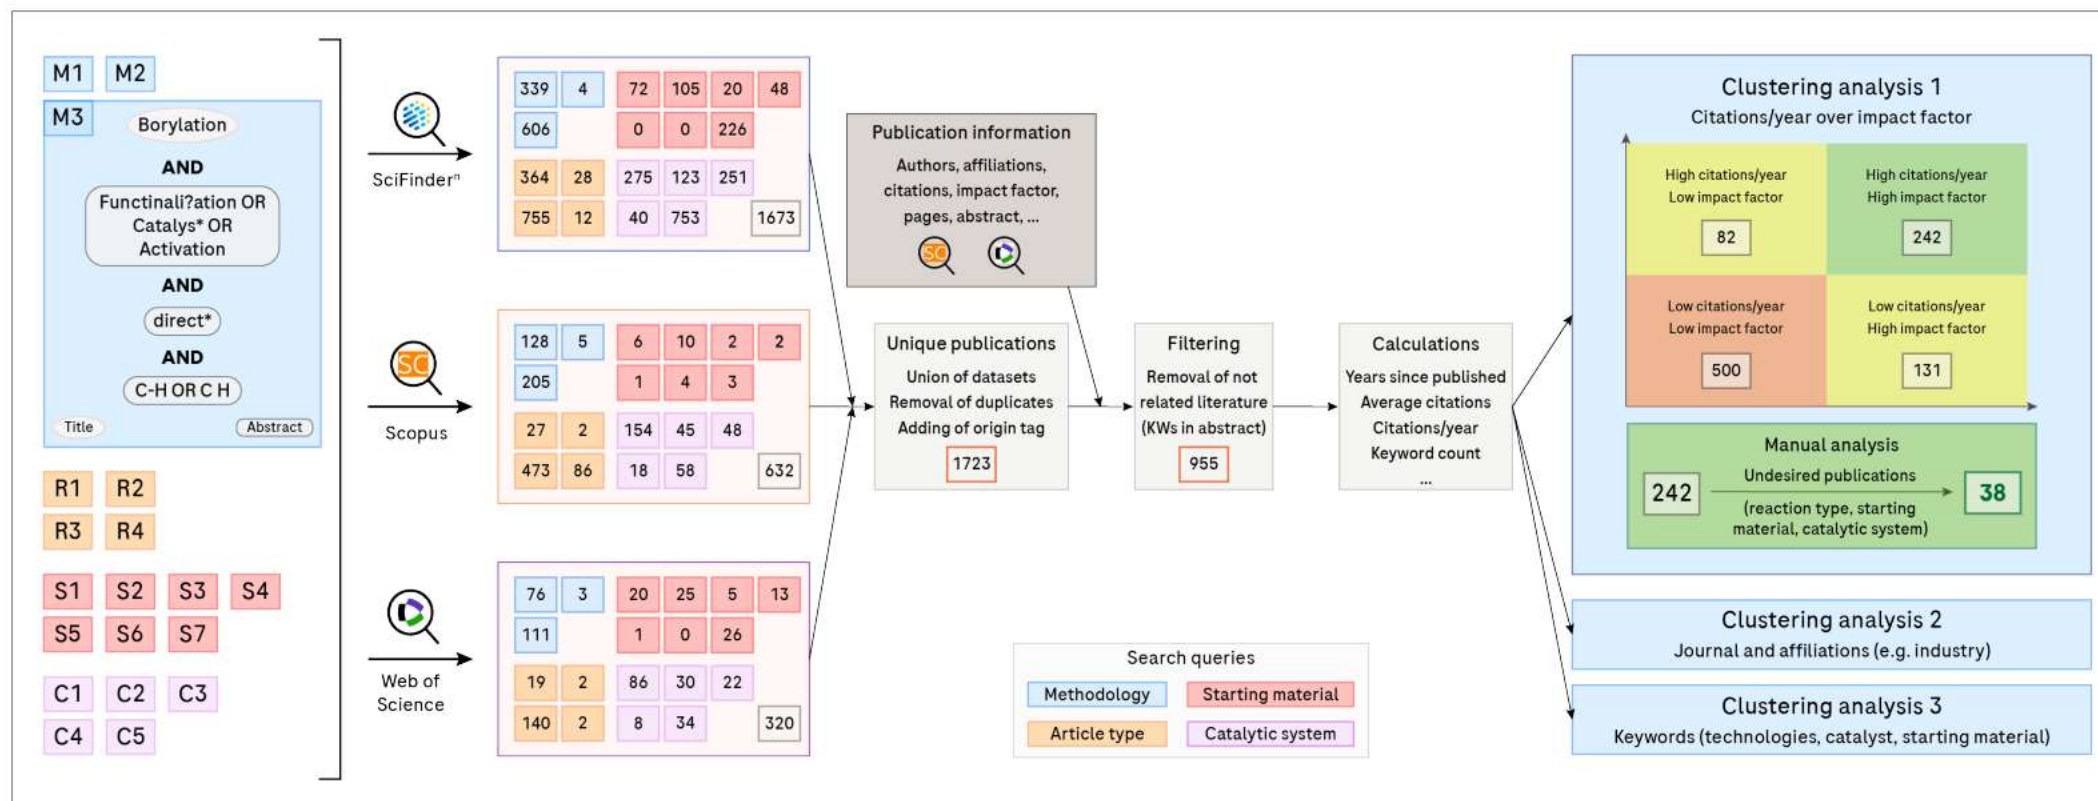 M1 M2
M3
Borylation
AND
Functinali?ation OR
Catalys* OR
Activation
AND
direct*
AND
C-H OR C H
Title Abstract
R1 R2
R3 R4
S1 S2 S3 S4
S5 S6 S7
C1 C2 C3
C4 C5
SciFinderⁿ
SC
Scopus
Web of
Science
339 4 72 105 20 48
606 0 0 226
364 28 275 123 251
755 12 40 753 1673
128 5 6 10 2 2
205 1 4 3
27 2 154 45 48
473 86 18 58 632
76 3 20 25 5 13
111 1 0 26
19 2 86 30 22
140 2 8 34 320
Publication information
Authors, affiliations,
citations, impact factor,
pages, abstract, ...
SC
Unique publications
Union of datasets
Removal of duplicates
Adding of origin tag
1723
Filtering
Removal of not
related literature
(KWs in abstract)
955
Calculations
Years since published
Average citations
Citations/year
Keyword count
...
Search queries
Methodology Starting material
Article type Catalytic system
Clustering analysis 1
Citations/year over impact factor
High citations/year
Low impact factor
82
High citations/year
High impact factor
242
Low citations/year
Low impact factor
500
Low citations/year
High impact factor
131
Manual analysis
242 Undesired publications 38
(reaction type, starting
material, catalytic system)
Clustering analysis 2
Journal and affiliations (e.g. industry)
Clustering analysis 3
Keywords (technologies, catalyst, starting material)